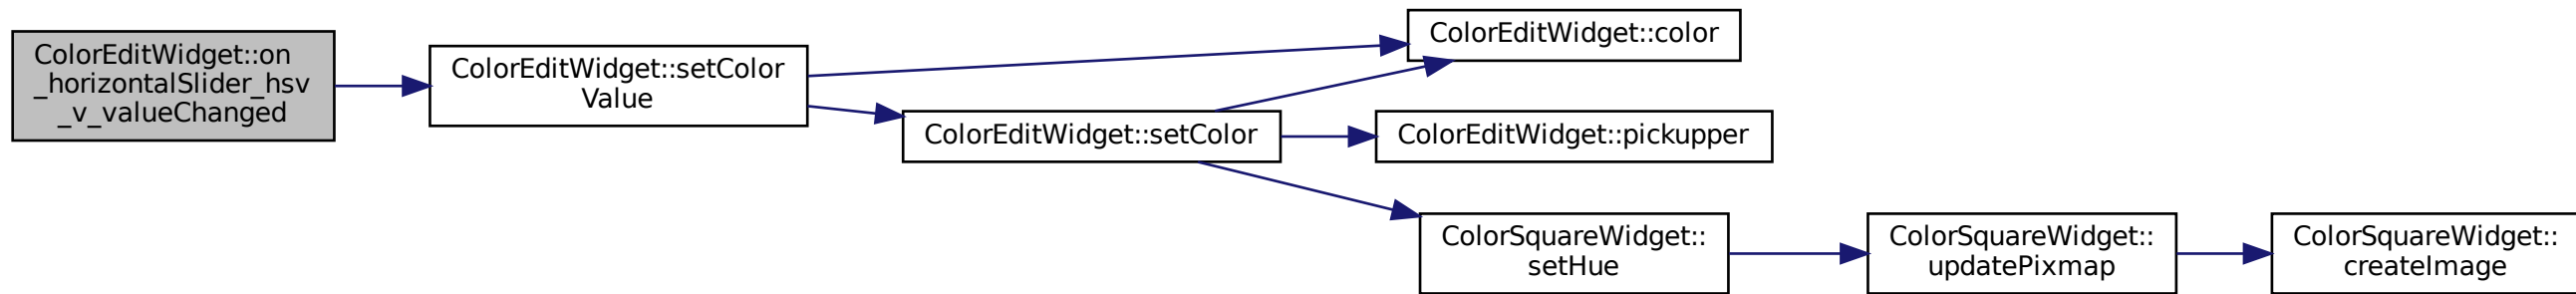 ColorEditWidget::on
_horizontalSlider_hsv
_v_valueChanged
ColorEditWidget::setColor
Value
ColorEditWidget::color
ColorEditWidget::setColor
ColorEditWidget::pickupper
ColorSquareWidget::
setHue
ColorSquareWidget::
updatePixmap
ColorSquareWidget::
createImage